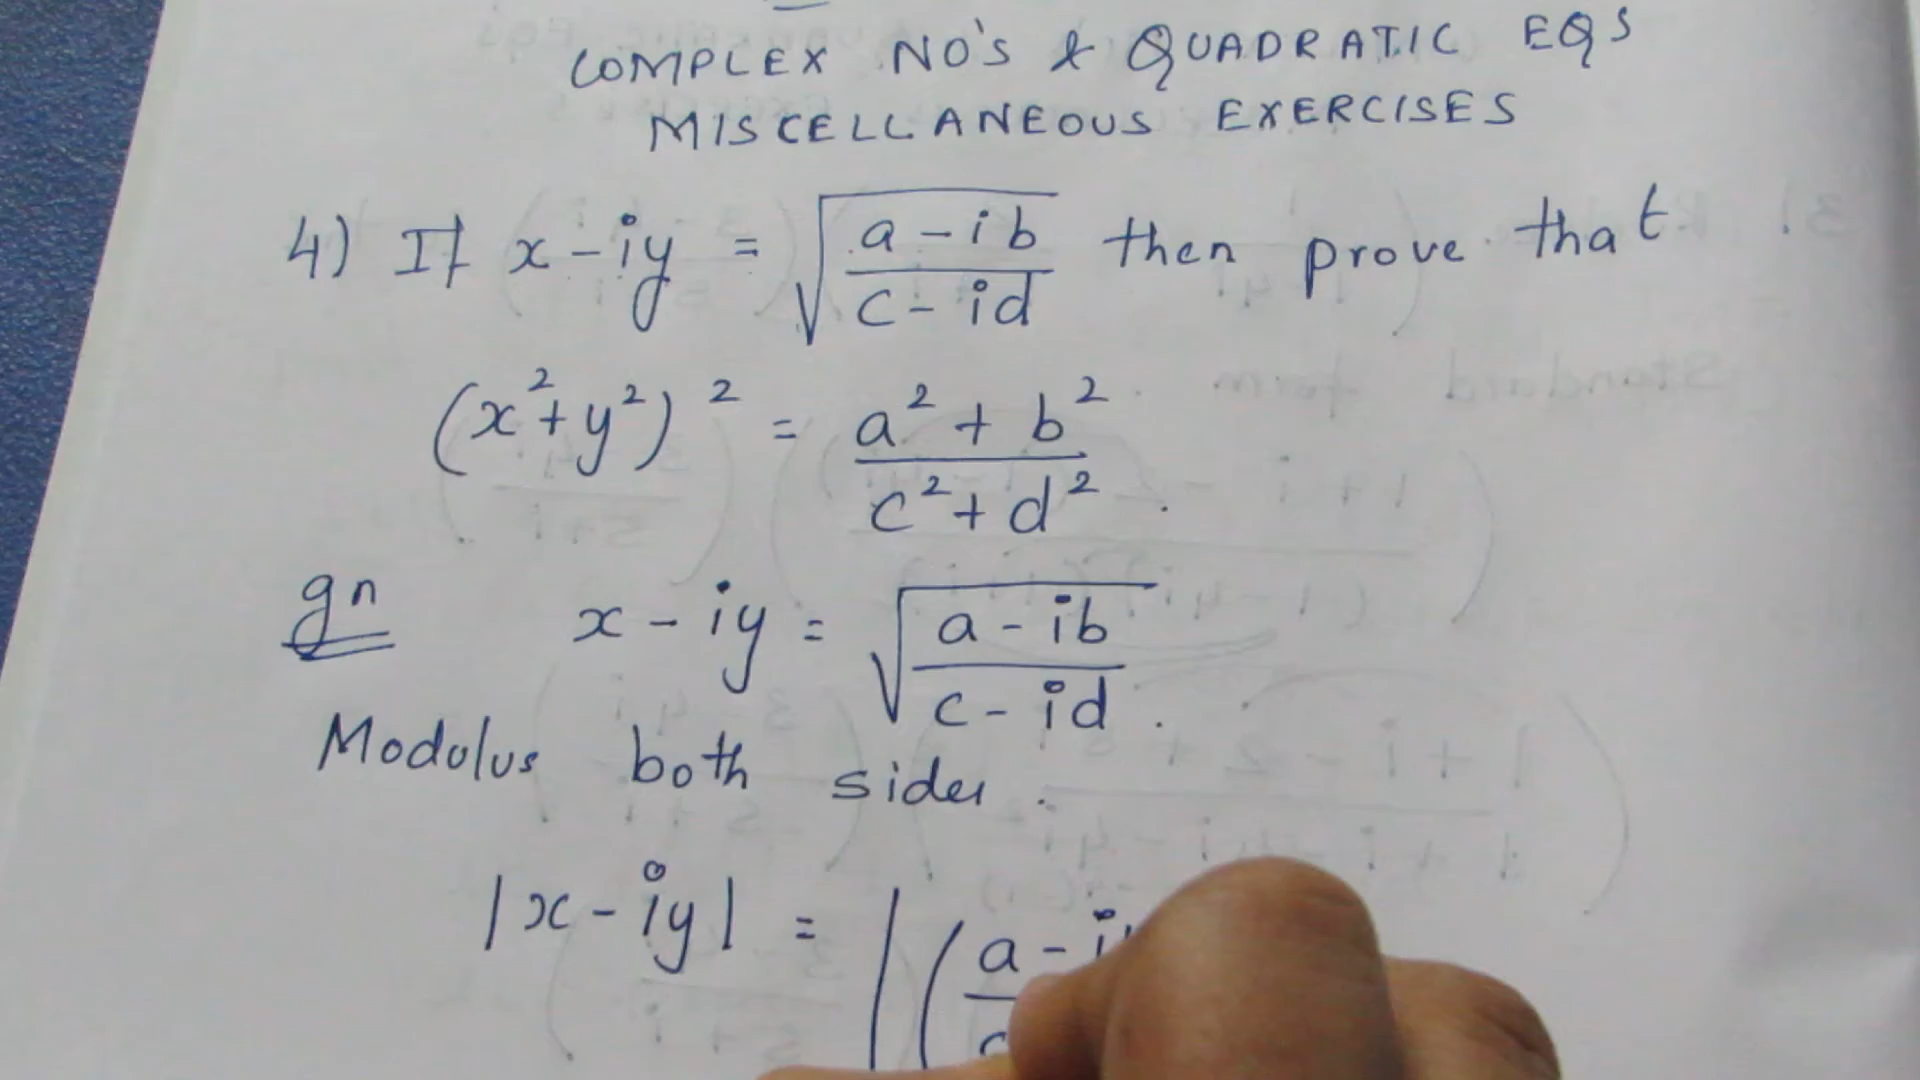 COMPLEX NO'S & QUADRATIC EQS
MISCELLANEOUS EXERCISES
4) If x - iy = √((a - ib)/(c - id)) then prove that
(x² + y²)² = (a² + b²)/(c² + d²).
gn x - iy = √((a - ib)/(c - id)).
Modulus both sides.
|x - iy| = |((a - i